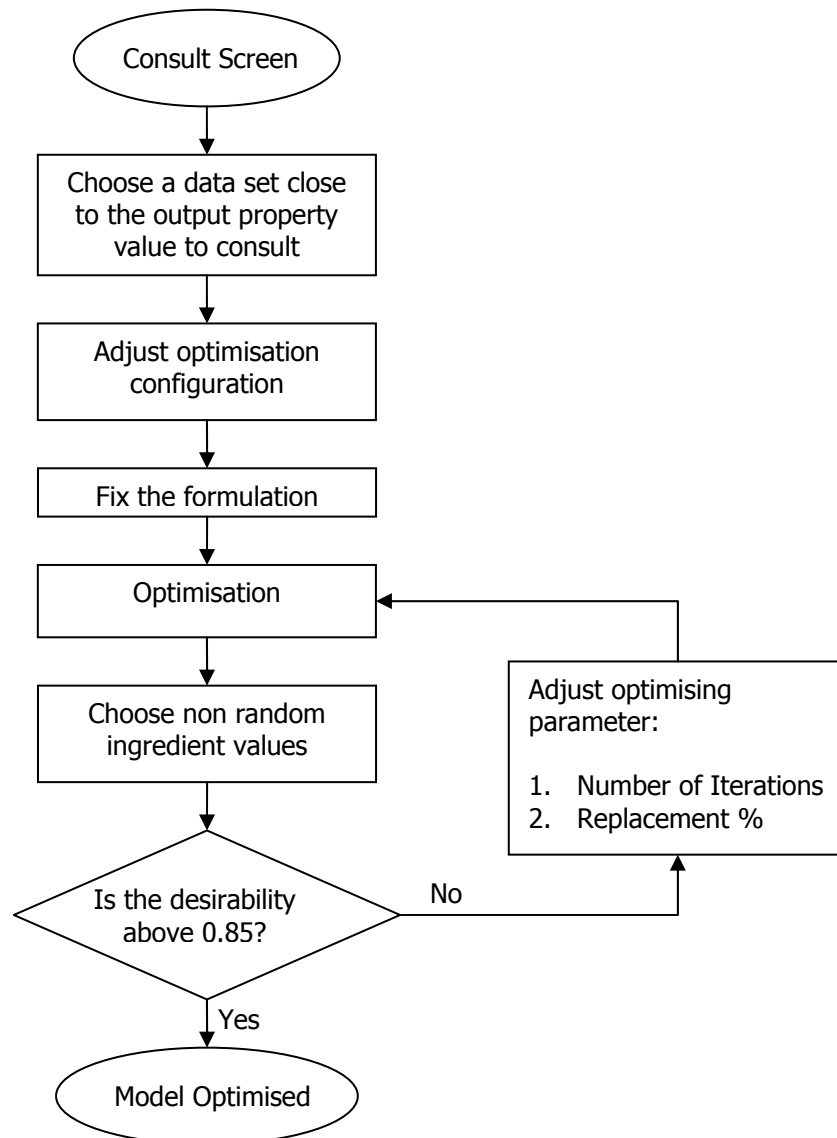 Consult Screen
Choose a data set close
to the output property
value to consult
Adjust optimisation
configuration
Fix the formulation
Optimisation
Choose non random
ingredient values
Is the desirability
above 0.85?
No
Yes
Adjust optimising
parameter:
1. Number of Iterations
2. Replacement %
Model Optimised